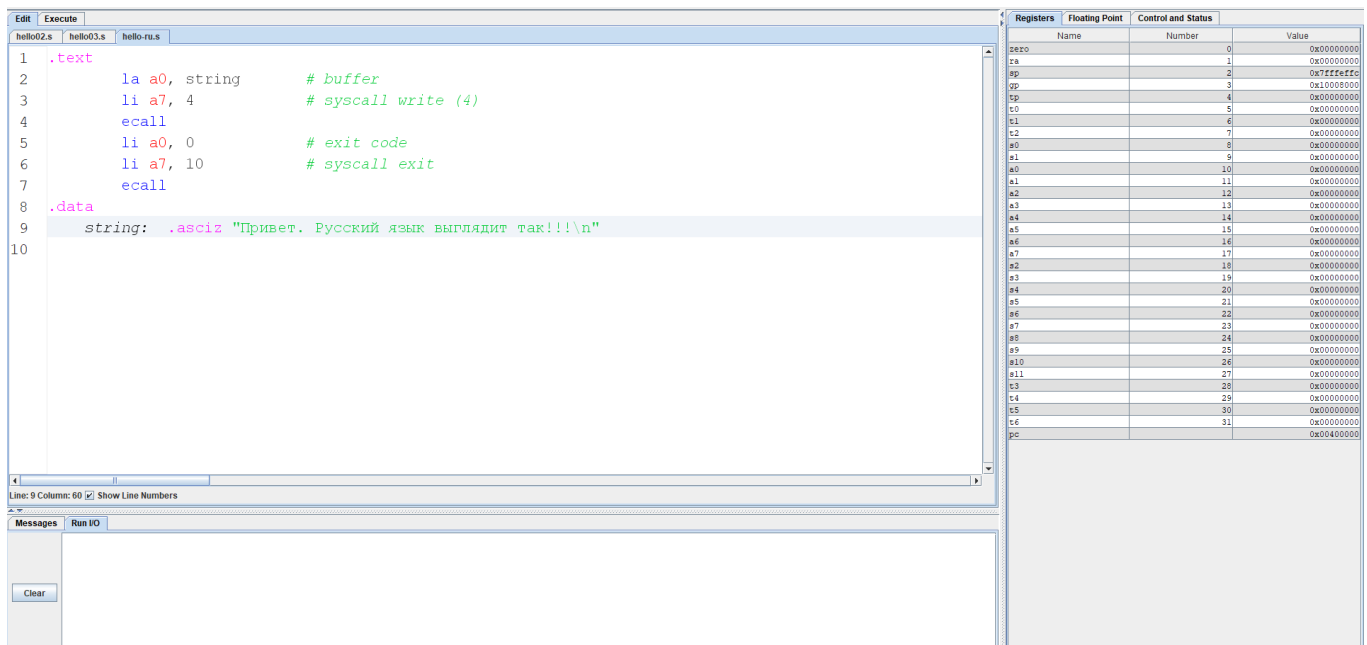 Edit Execute
hello02.s hello03.s hello-ru.s
1 .text
2 la a0, string # buffer
3 li a7, 4 # syscall write (4)
4 ecall
5 li a0, 0 # exit code
6 li a7, 10 # syscall exit
7 ecall
8 .data
9 string: .asciz "Привет. Русский язык выглядит так!!!\n"
10
Line: 9 Column: 60 Show Line Numbers
Messages Run I/O
Clear
Registers Floating Point Control and Status
Name Number Value
zero 0 0x00000000
ra 1 0x00000000
sp 2 0x7fffeffc
gp 3 0x10008000
tp 4 0x00000000
t0 5 0x00000000
t1 6 0x00000000
t2 7 0x00000000
s0 8 0x00000000
s1 9 0x00000000
a0 10 0x00000000
a1 11 0x00000000
a2 12 0x00000000
a3 13 0x00000000
a4 14 0x00000000
a5 15 0x00000000
a6 16 0x00000000
a7 17 0x00000000
s2 18 0x00000000
s3 19 0x00000000
s4 20 0x00000000
s5 21 0x00000000
s6 22 0x00000000
s7 23 0x00000000
s8 24 0x00000000
s9 25 0x00000000
s10 26 0x00000000
s11 27 0x00000000
t3 28 0x00000000
t4 29 0x00000000
t5 30 0x00000000
t6 31 0x00000000
pc 0x00400000